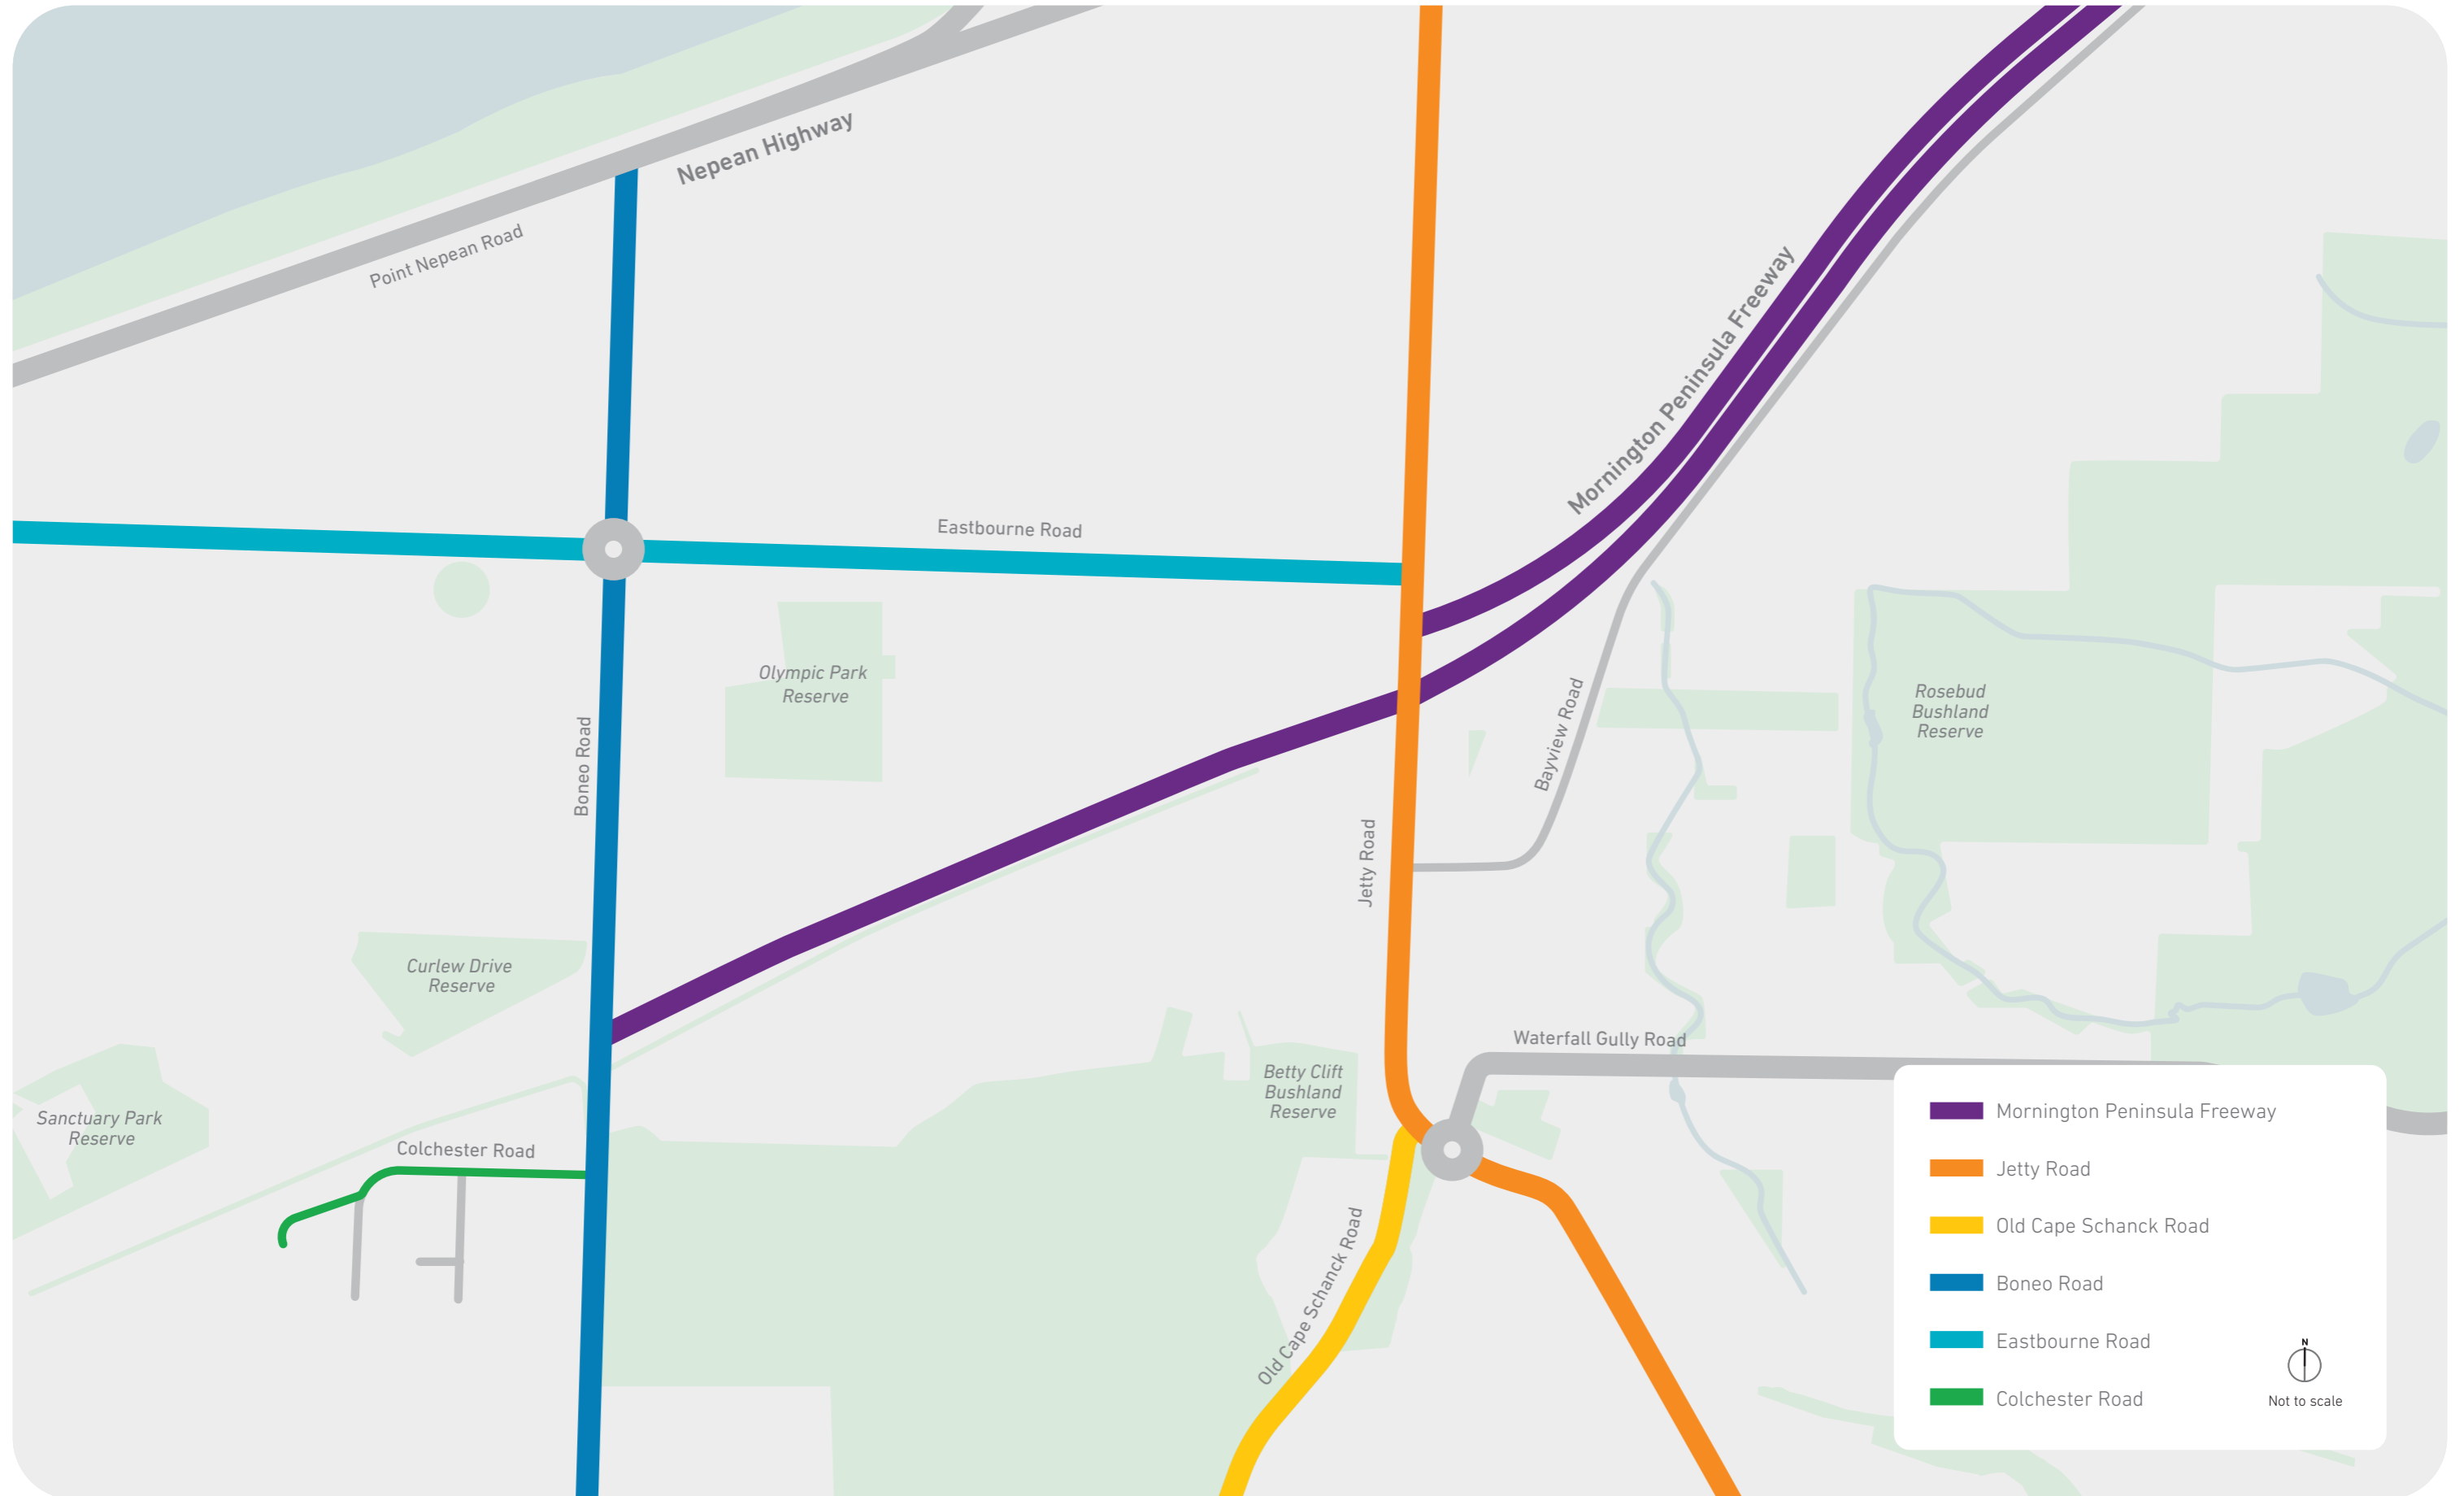 Nepean Highway
Point Nepean Road
Mornington Peninsula Freeway
Eastbourne Road
Olympic Park
Reserve
Boneo Road
Bayview Road
Rosebud
Bushland
Reserve
Jetty Road
Curlew Drive
Reserve
Waterfall Gully Road
Betty Clift
Bushland
Reserve
Sanctuary Park
Reserve
Colchester Road
Old Cape Schanck Road
Mornington Peninsula Freeway
Jetty Road
Old Cape Schanck Road
Boneo Road
Eastbourne Road
Colchester Road
N
Not to scale